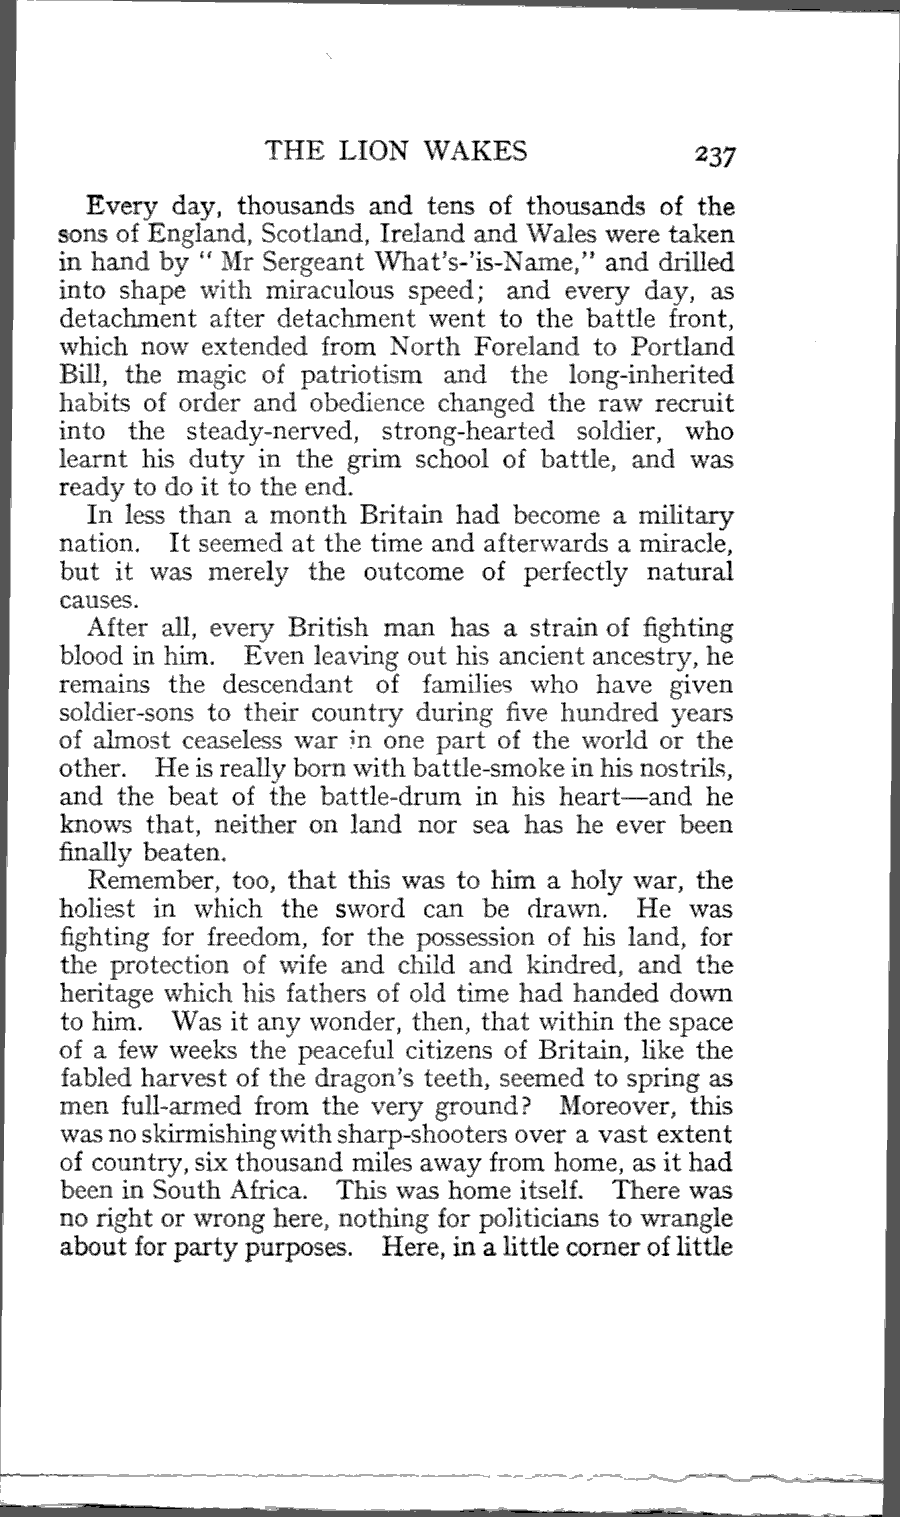 THE LION WAKES 237
Every day, thousands and tens of thousands of the
sons of England, Scotland, Ireland and Wales were taken
in hand by “ Mr Sergeant What's-'is-Name,” and drilled
into shape with miraculous speed; and every day, as
detachment after detachment went to the battle front,
which now extended from North Foreland to Portland
Bill, the magic of patriotism and the long-inherited
habits of order and obedience changed the raw recruit
into the steady-nerved, strong-hearted soldier, who
learnt his duty in the grim school of battle, and was
ready to do it to the end.
In less than a month Britain had become a military
nation. It seemed at the time and afterwards a miracle,
but it was merely the outcome of perfectly natural
causes.
After all, every British man has a strain of fighting
blood in him. Even leaving out his ancient ancestry, he
remains the descendant of families who have given
soldier-sons to their country during five hundred years
of almost ceaseless war in one part of the world or the
other. He is really born with battle-smoke in his nostrils,
and the beat of the battle-drum in his heart—and he
knows that, neither on land nor sea has he ever been
finally beaten.
Remember, too, that this was to him a holy war, the
holiest in which the sword can be drawn. He was
fighting for freedom, for the possession of his land, for
the protection of wife and child and kindred, and the
heritage which his fathers of old time had handed down
to him. Was it any wonder, then, that within the space
of a few weeks the peaceful citizens of Britain, like the
fabled harvest of the dragon's teeth, seemed to spring as
men full-armed from the very ground? Moreover, this
was no skirmishing with sharp-shooters over a vast extent
of country, six thousand miles away from home, as it had
been in South Africa. This was home itself. There was
no right or wrong here, nothing for politicians to wrangle
about for party purposes. Here, in a little corner of little